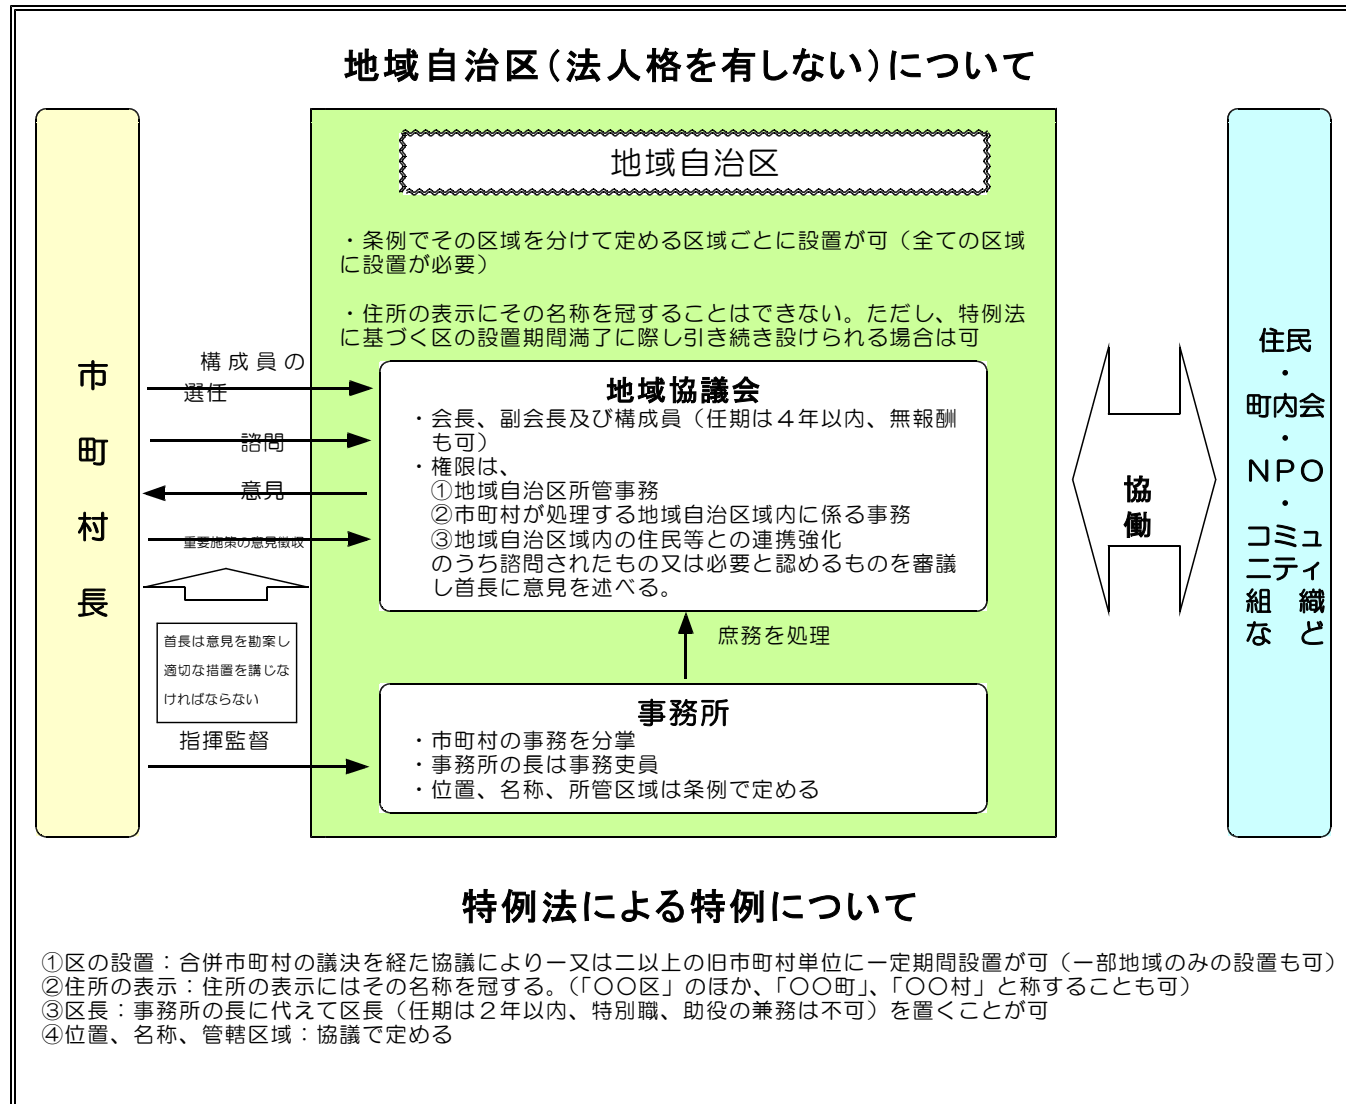 地域自治区（法人格を有しない）について
地域自治区
・条例でその区域を分けて定める区域ごとに設置が可（全ての区域
に設置が必要）
・住所の表示にその名称を冠することはできない。ただし、特例法
に基づく区の設置期間満了に際し引き続き設けられる場合は可
市
町
村
長
構成員の
選任
諮問
意見
重要施策の意見徴収
首長は意見を勘案し
適切な措置を講じな
ければならない
指揮監督
地域協議会
・会長、副会長及び構成員（任期は４年以内、無報酬
も可）
・権限は、
①地域自治区所管事務
②市町村が処理する地域自治区域内に係る事務
③地域自治区域内の住民等との連携強化
のうち諮問されたもの又は必要と認めるものを審議
し首長に意見を述べる。
庶務を処理
事務所
・市町村の事務を分掌
・事務所の長は事務吏員
・位置、名称、所管区域は条例で定める
協
働
住民
・
町内会
・
ＮＰＯ
・
コミュ
ニティ
組　織
な　ど
特例法による特例について
①区の設置：合併市町村の議決を経た協議により一又は二以上の旧市町村単位に一定期間設置が可（一部地域のみの設置も可）
②住所の表示：住所の表示にはその名称を冠する。（「○○区」のほか、「○○町」、「○○村」と称することも可）
③区長：事務所の長に代えて区長（任期は２年以内、特別職、助役の兼務は不可）を置くことが可
④位置、名称、管轄区域：協議で定める